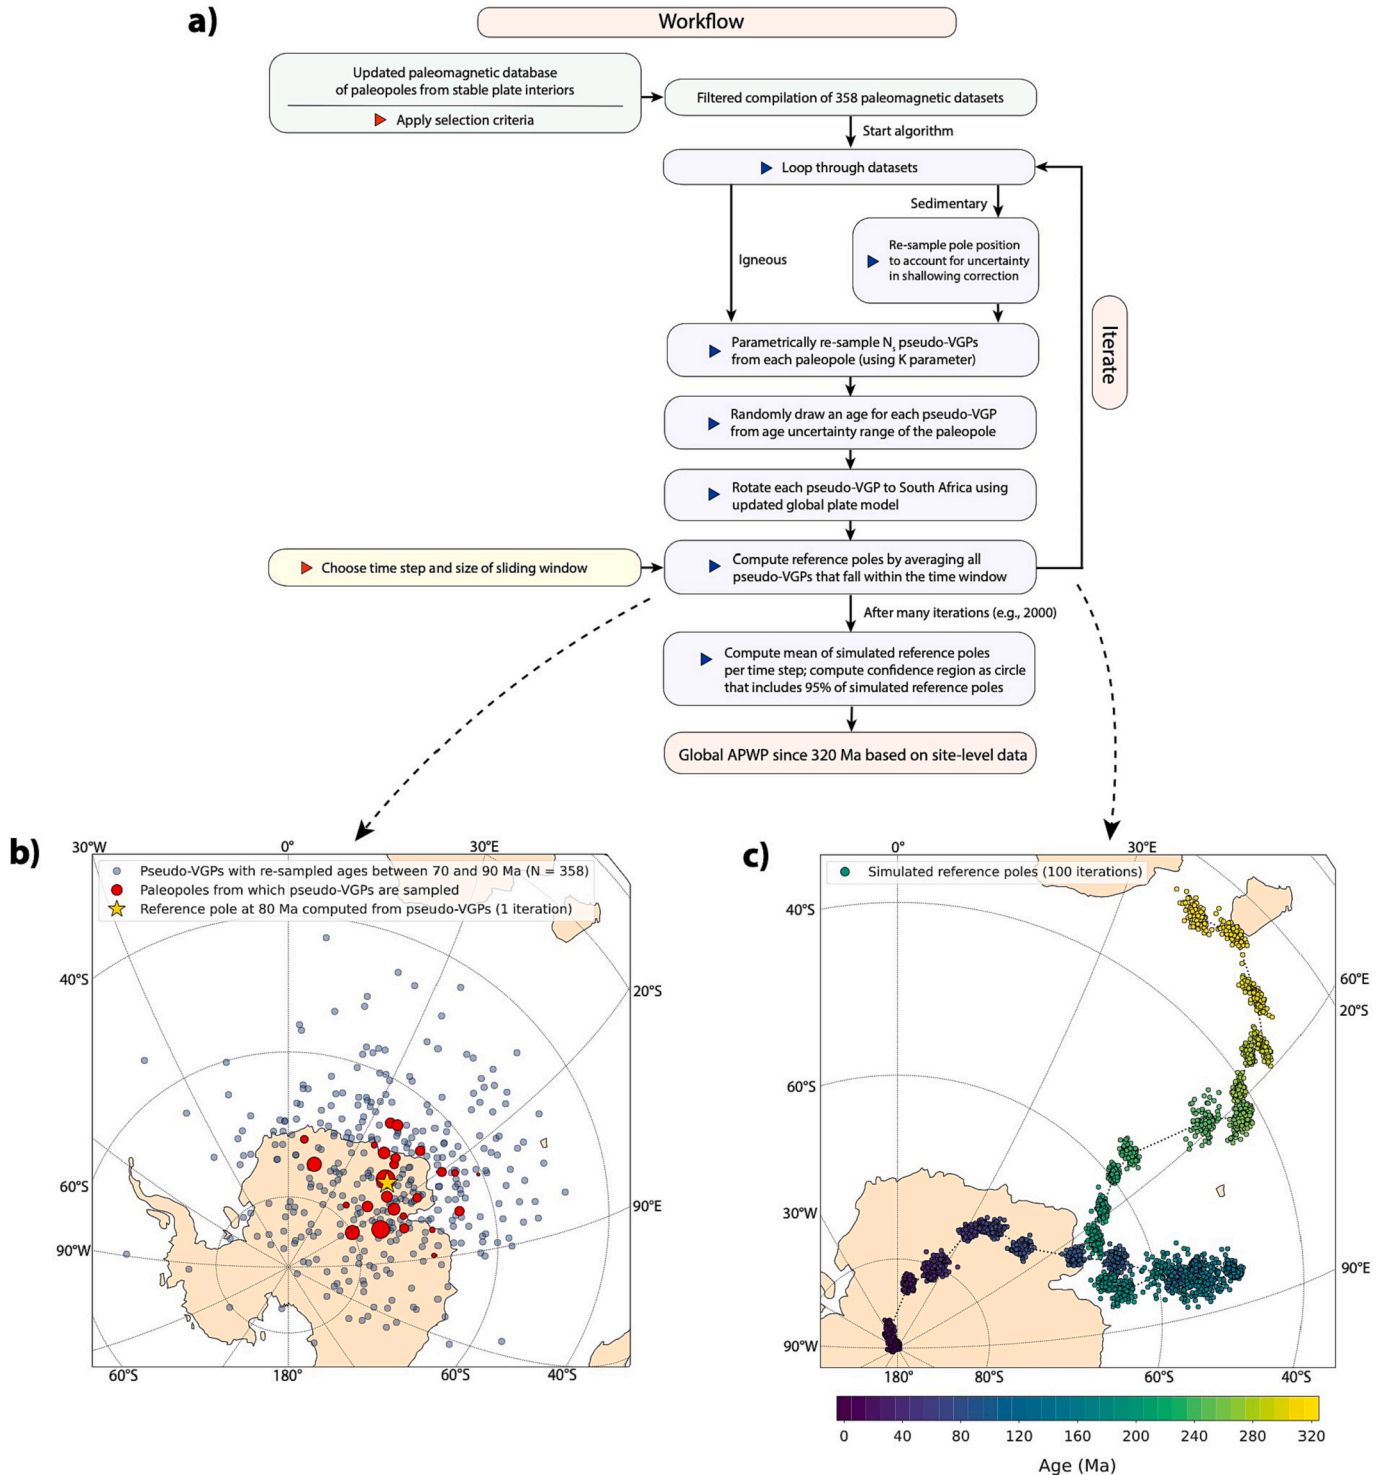 a)
Workflow
Updated paleomagnetic database
of paleopoles from stable plate interiors
Apply selection criteria
Filtered compilation of 358 paleomagnetic datasets
Start algorithm
Loop through datasets
Sedimentary
Igneous
Re-sample pole position
to account for uncertainty
in shallowing correction
Iterate
Parametrically re-sample Ns pseudo-VGPs
from each paleopole (using K parameter)
Randomly draw an age for each pseudo-VGP
from age uncertainty range of the paleopole
Rotate each pseudo-VGP to South Africa using
updated global plate model
Choose time step and size of sliding window
Compute reference poles by averaging all
pseudo-VGPs that fall within the time window
After many iterations (e.g., 2000)
Compute mean of simulated reference poles
per time step; compute confidence region as circle
that includes 95% of simulated reference poles
Global APWP since 320 Ma based on site-level data
b)
30°W 0° 30°E
Pseudo-VGPs with re-sampled ages between 70 and 90 Ma (N = 358)
Paleopoles from which pseudo-VGPs are sampled
Reference pole at 80 Ma computed from pseudo-VGPs (1 iteration)
40°S
20°S
60°S
90°E
90°W
60°S 180° 60°S 40°S
c)
0° 30°E
Simulated reference poles (100 iterations)
40°S
60°E
20°S
60°S
30°W
90°E
90°W
180° 80°S 60°S 40°S
0 40 80 120 160 200 240 280 320
Age (Ma)